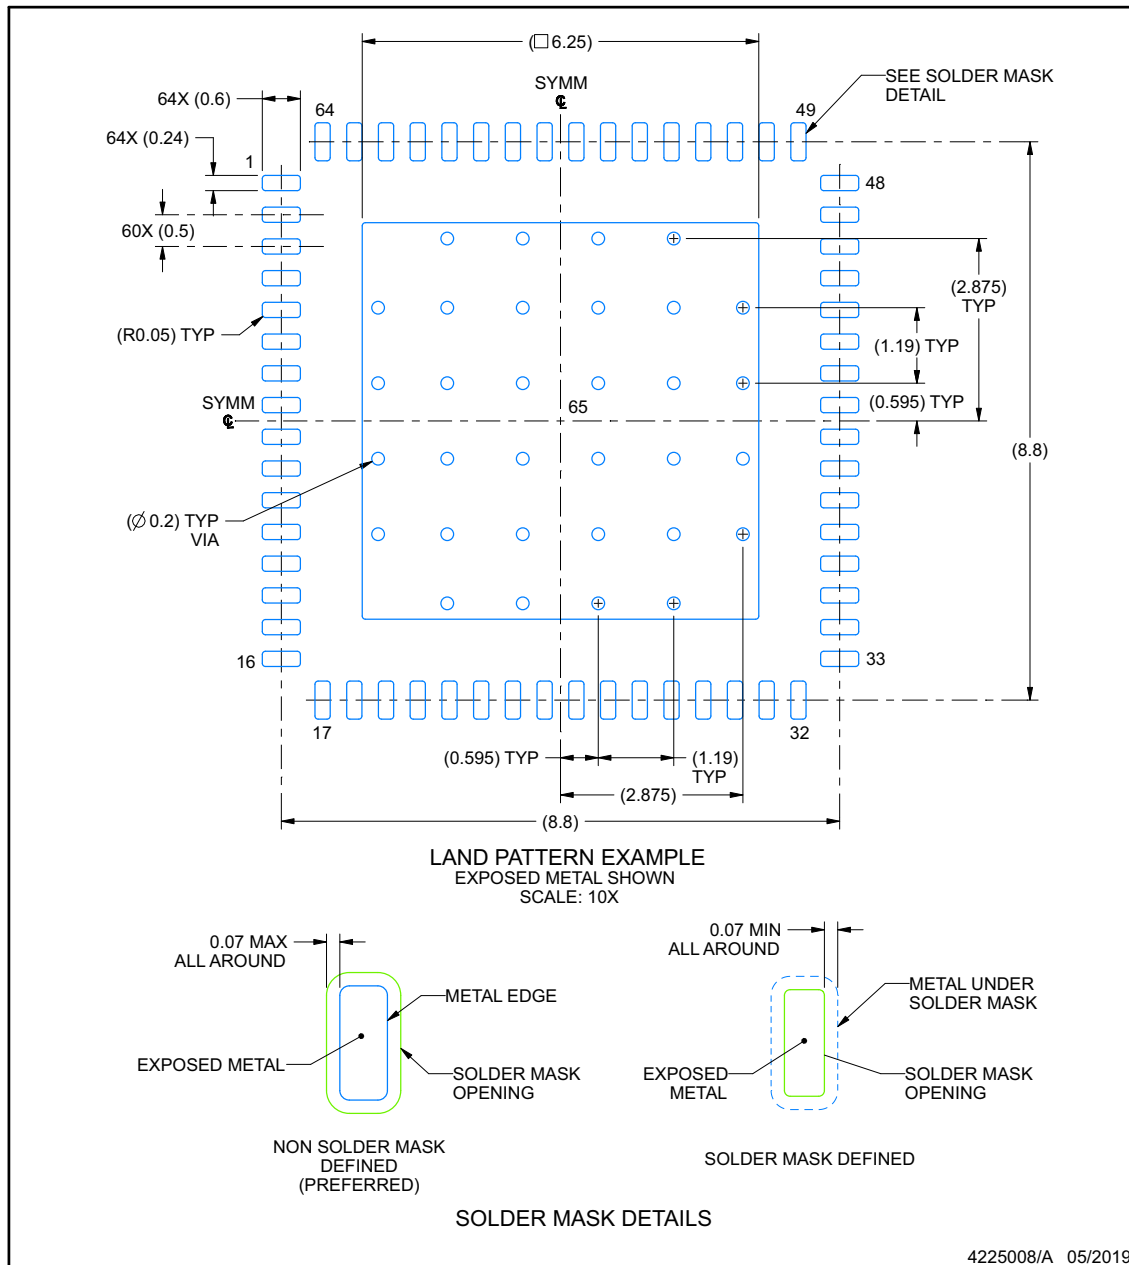 (□6.25)
SYMM
℄
SEE SOLDER MASK
DETAIL
64X (0.6)
64
49
64X (0.24)
1
48
60X (0.5)
(2.875)
TYP
(R0.05) TYP
(1.19) TYP
SYMM
℄
65
(0.595) TYP
(8.8)
(Ø0.2) TYP
VIA
16
33
17
32
(0.595) TYP
(1.19)
TYP
(2.875)
(8.8)
LAND PATTERN EXAMPLE
EXPOSED METAL SHOWN
SCALE: 10X
0.07 MAX
ALL AROUND
METAL EDGE
EXPOSED METAL
SOLDER MASK
OPENING
NON SOLDER MASK
DEFINED
(PREFERRED)
0.07 MIN
ALL AROUND
METAL UNDER
SOLDER MASK
EXPOSED
METAL
SOLDER MASK
OPENING
SOLDER MASK DEFINED
SOLDER MASK DETAILS
4225008/A 05/2019